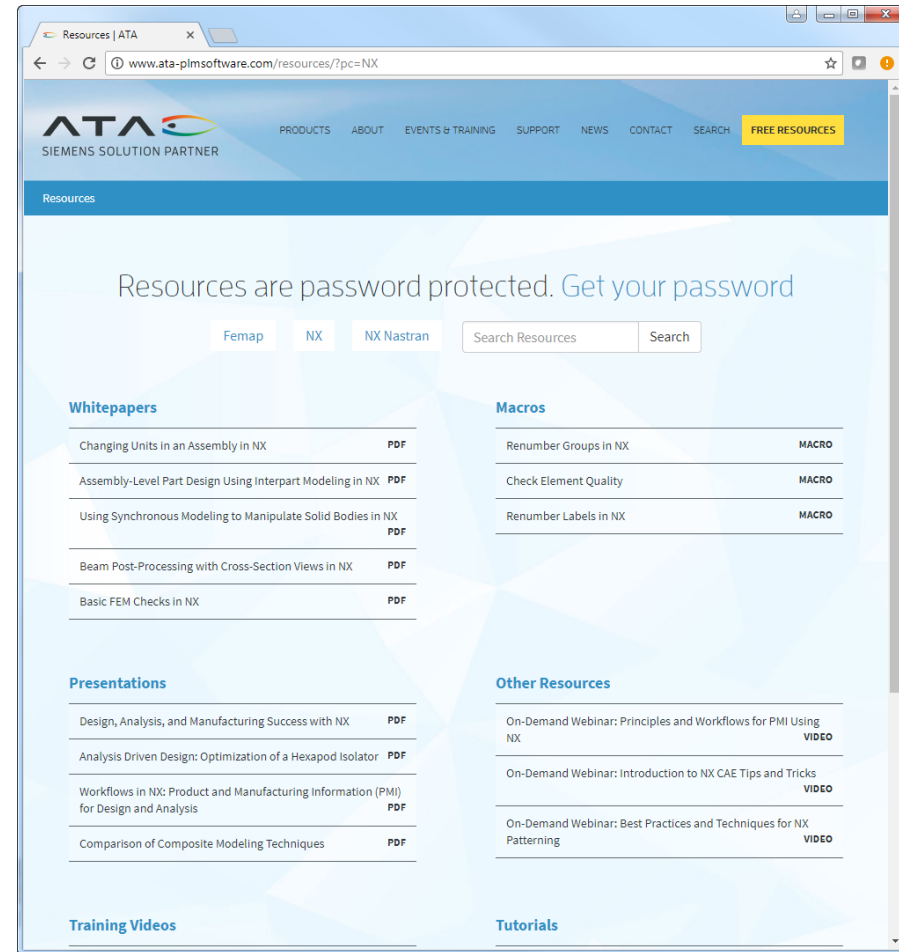 Resources | ATA
www.ata-plmsoftware.com/resources/?pc=NX
ATA
SIEMENS SOLUTION PARTNER
PRODUCTS ABOUT EVENTS & TRAINING SUPPORT NEWS CONTACT SEARCH FREE RESOURCES
Resources
Resources are password protected. Get your password
Femap NX NX Nastran Search Resources Search
Whitepapers
Changing Units in an Assembly in NX PDF
Assembly-Level Part Design Using Interpart Modeling in NX PDF
Using Synchronous Modeling to Manipulate Solid Bodies in NX
PDF
Beam Post-Processing with Cross-Section Views in NX PDF
Basic FEM Checks in NX PDF
Macros
Renumber Groups in NX MACRO
Check Element Quality MACRO
Renumber Labels in NX MACRO
Presentations
Design, Analysis, and Manufacturing Success with NX PDF
Analysis Driven Design: Optimization of a Hexapod Isolator PDF
Workflows in NX: Product and Manufacturing Information (PMI)
for Design and Analysis PDF
Comparison of Composite Modeling Techniques PDF
Other Resources
On-Demand Webinar: Principles and Workflows for PMI Using
NX VIDEO
On-Demand Webinar: Introduction to NX CAE Tips and Tricks
VIDEO
On-Demand Webinar: Best Practices and Techniques for NX
Patterning VIDEO
Training Videos
Tutorials